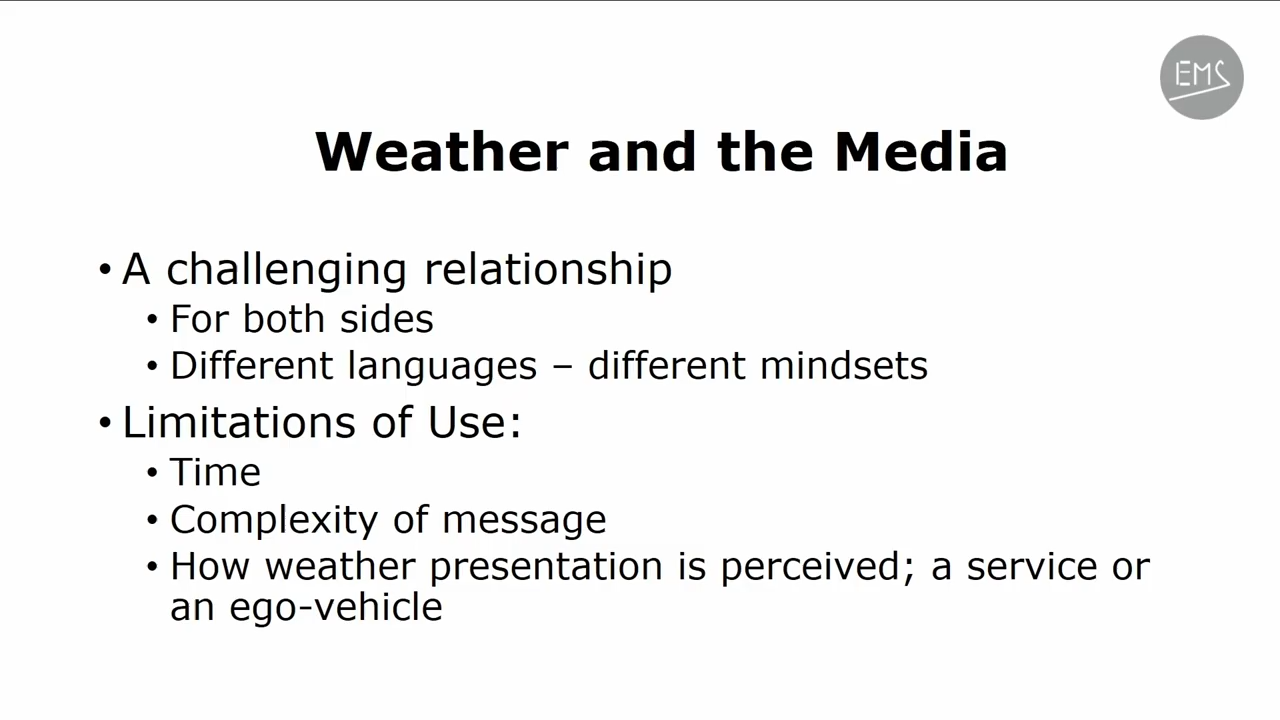 EMS
Weather and the Media
• A challenging relationship
• For both sides
• Different languages – different mindsets
• Limitations of Use:
• Time
• Complexity of message
• How weather presentation is perceived; a service or
an ego-vehicle